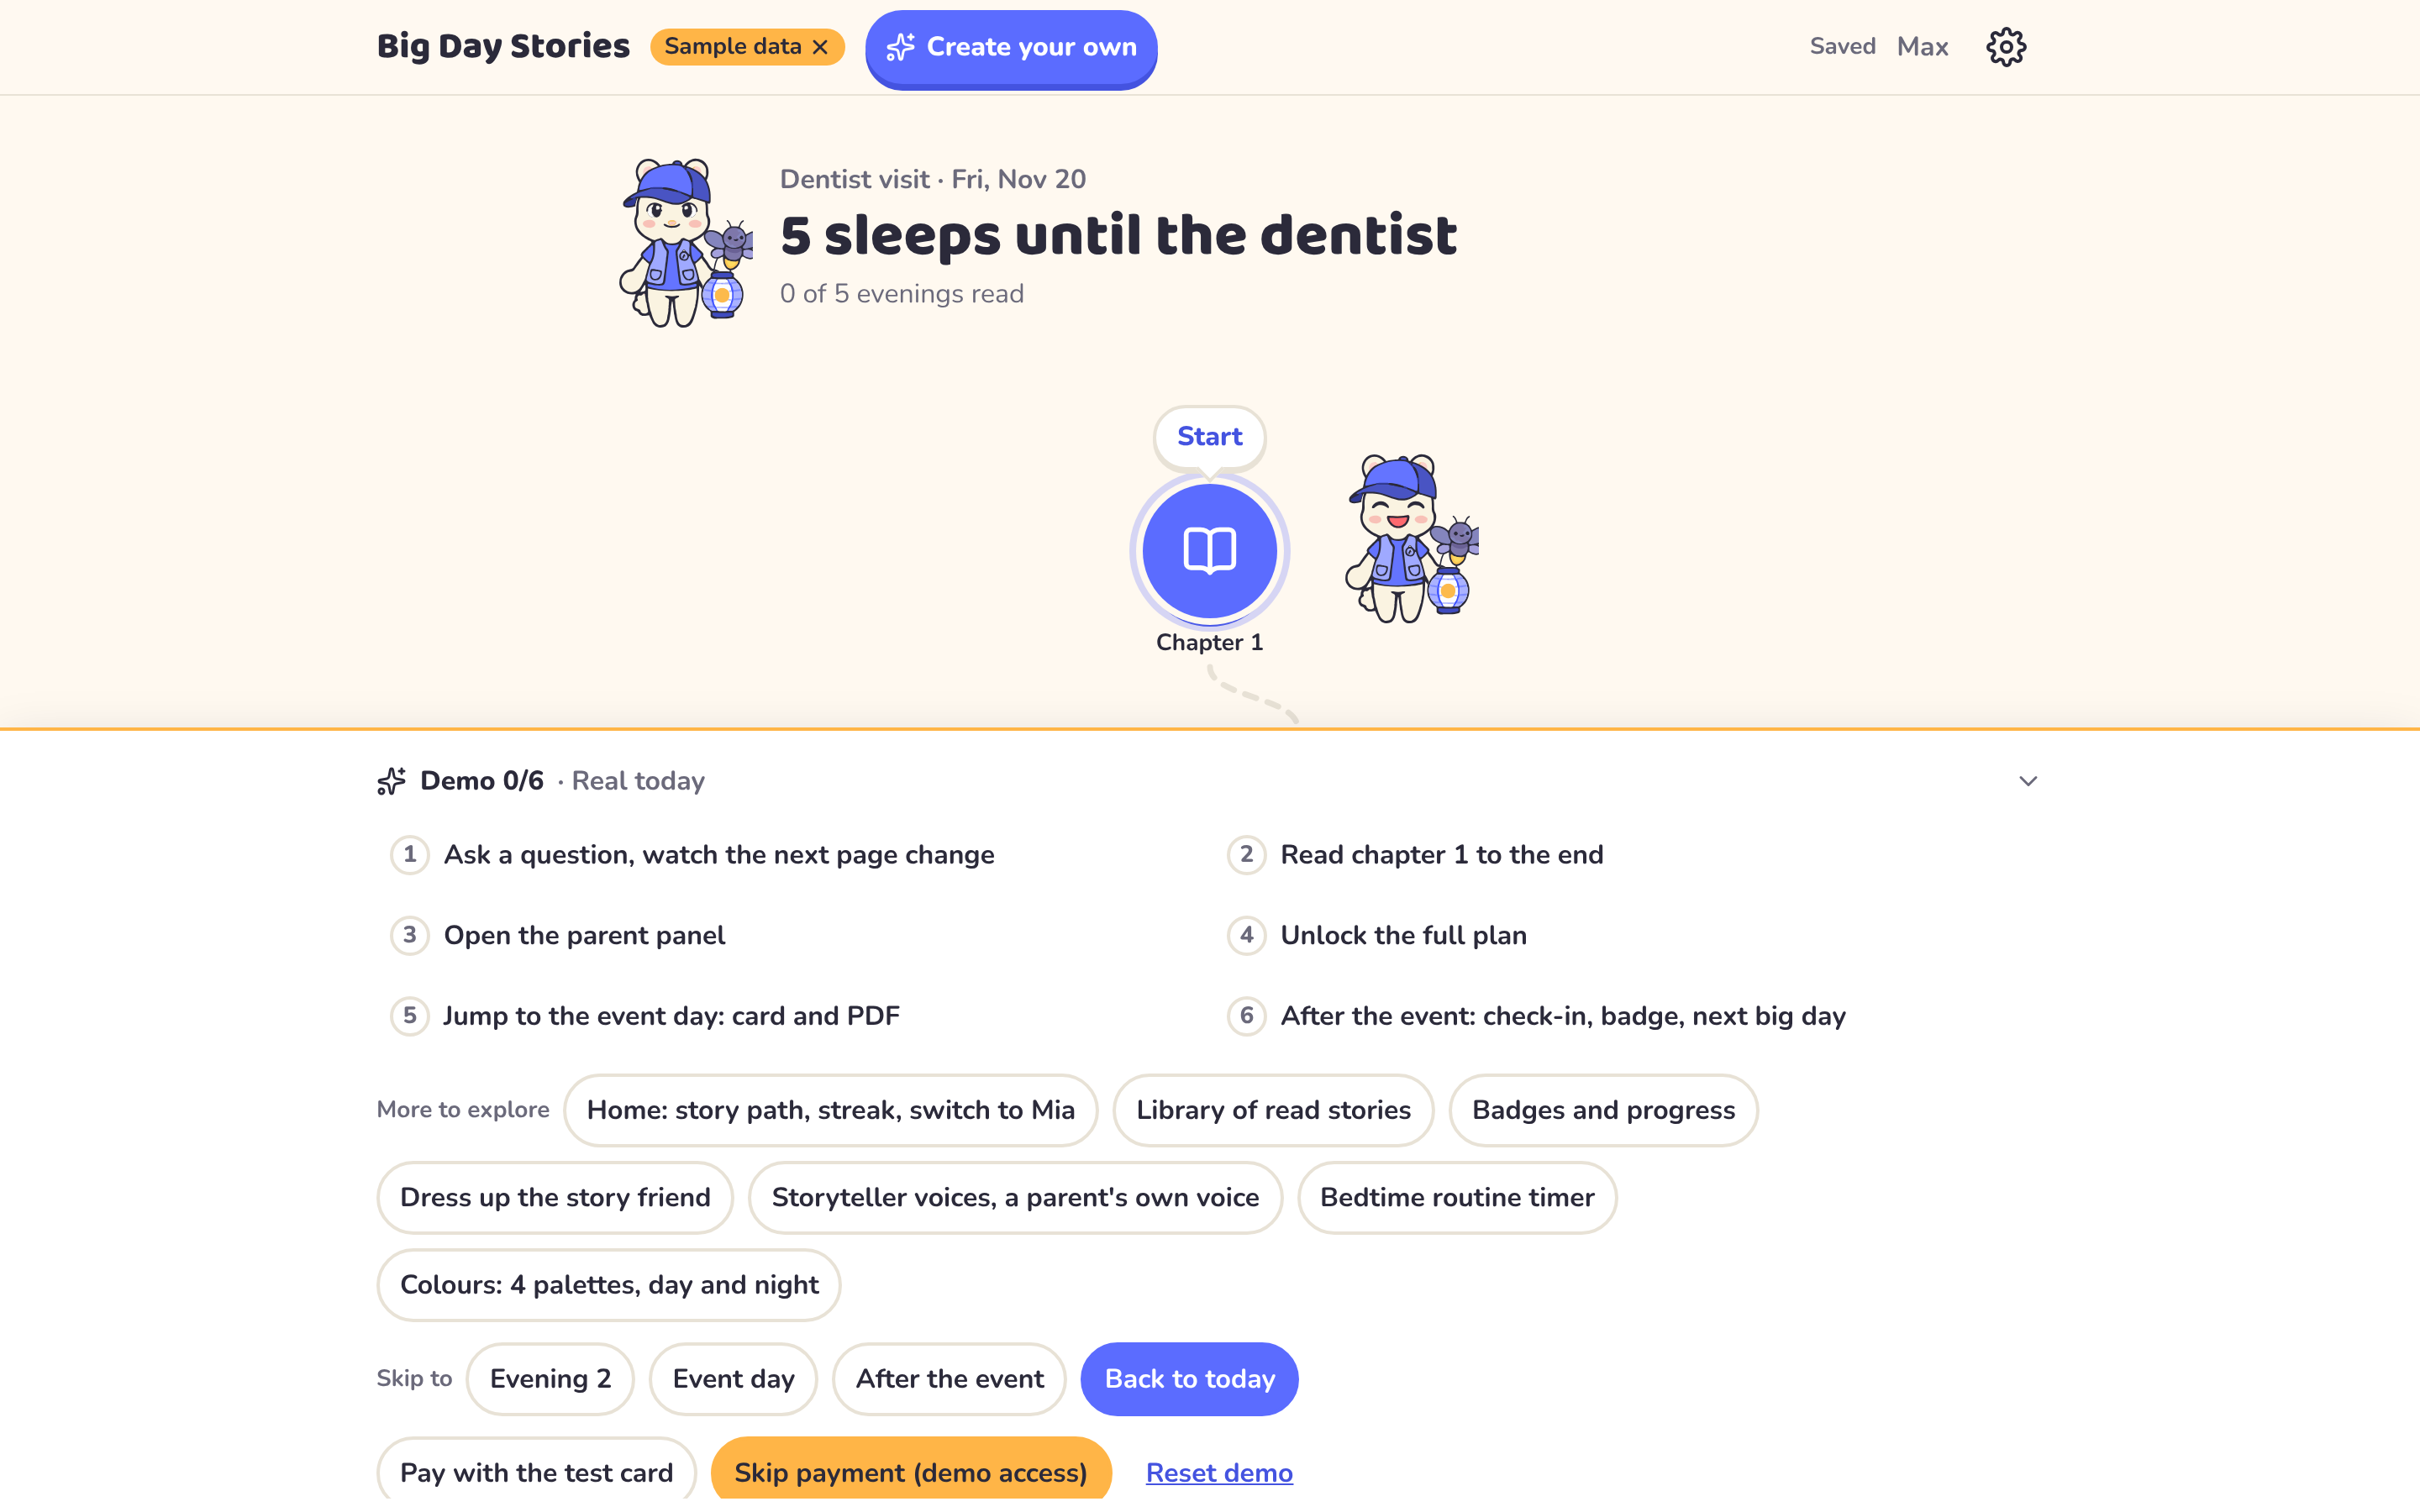 Big Day Stories Sample data Create your own Saved Max
Dentist visit · Fri, Nov 20
5 sleeps until the dentist
0 of 5 evenings read
Start
Chapter 1
Demo 0/6 · Real today
1 Ask a question, watch the next page change
2 Read chapter 1 to the end
3 Open the parent panel
4 Unlock the full plan
5 Jump to the event day: card and PDF
6 After the event: check-in, badge, next big day
More to explore Home: story path, streak, switch to Mia Library of read stories Badges and progress
Dress up the story friend Storyteller voices, a parent's own voice Bedtime routine timer
Colours: 4 palettes, day and night
Skip to Evening 2 Event day After the event Back to today
Pay with the test card Skip payment (demo access) Reset demo